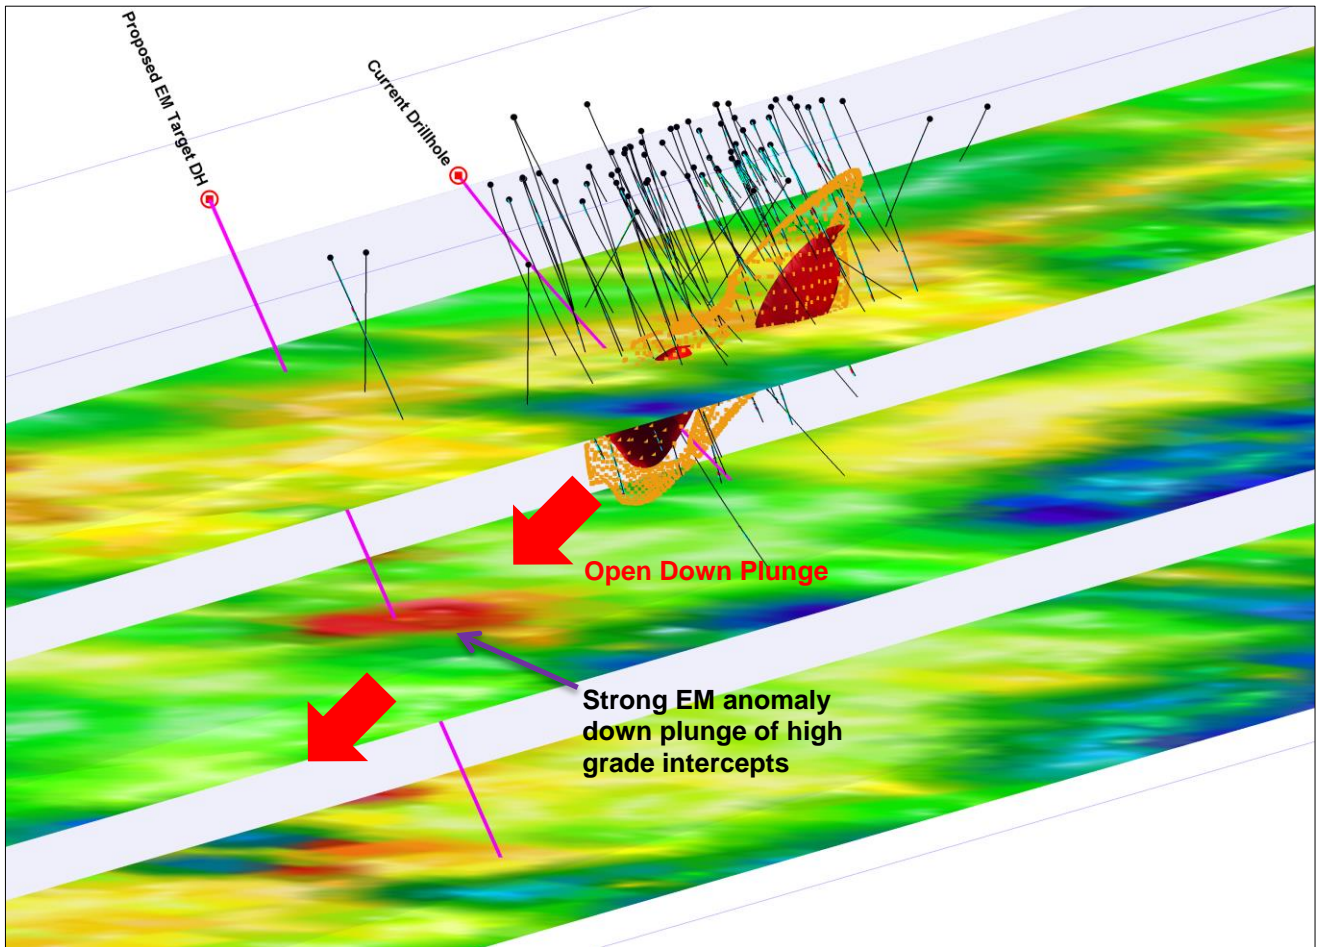 Proposed EM Target DH
Current Drillhole
Open Down Plunge
Strong EM anomaly
down plunge of high
grade intercepts